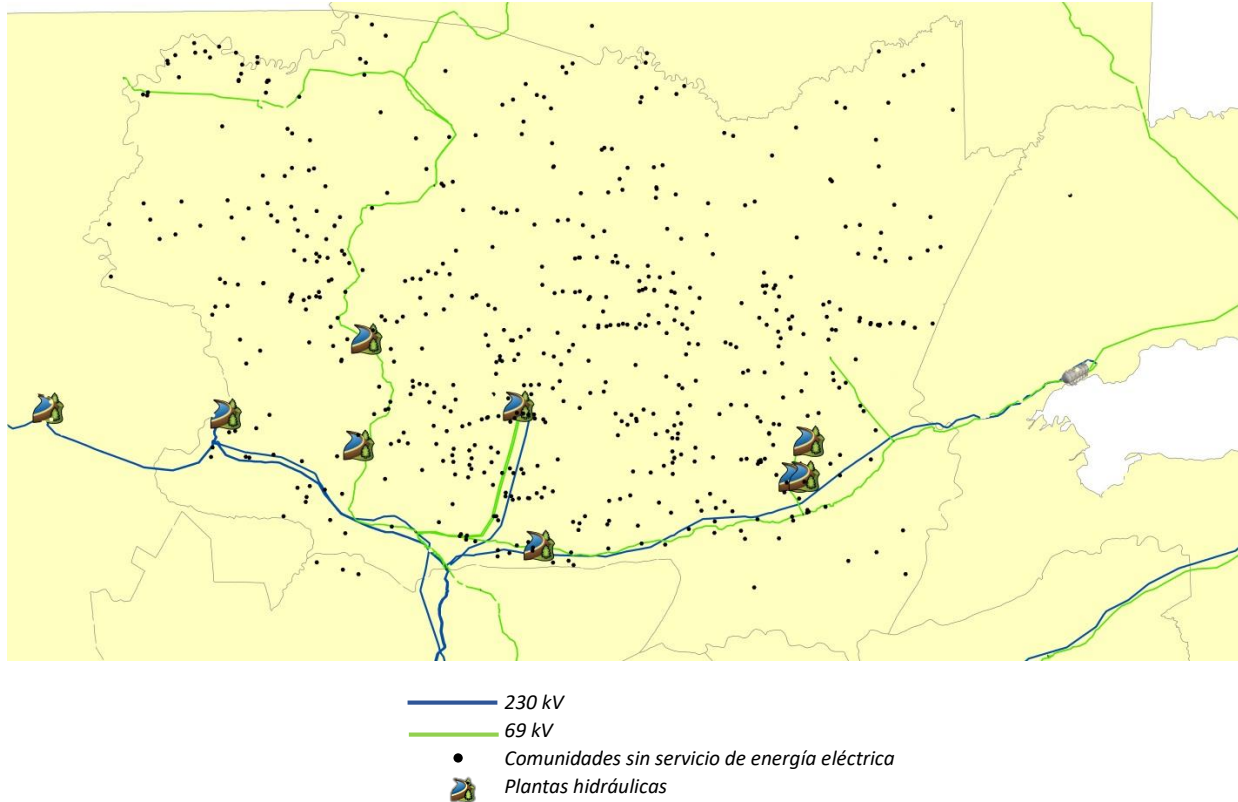 230 kV
69 kV
Comunidades sin servicio de energía eléctrica
Plantas hidráulicas